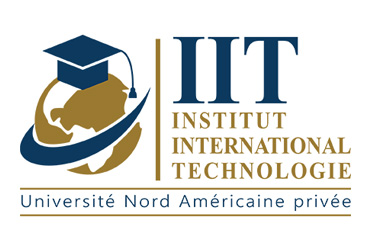 IIT
INSTITUT
INTERNATIONAL
TECHNOLOGIE
Université Nord Américaine privée